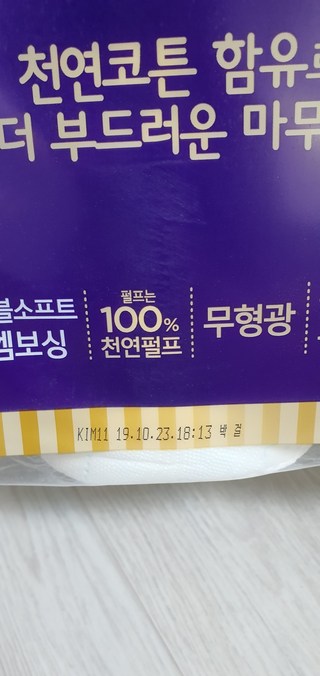 천연코튼 함유로
더 부드러운 마무
블소프트
엠보싱
펄프는
100%
천연펄프
무형광
KIM11 19.10.23.18:13